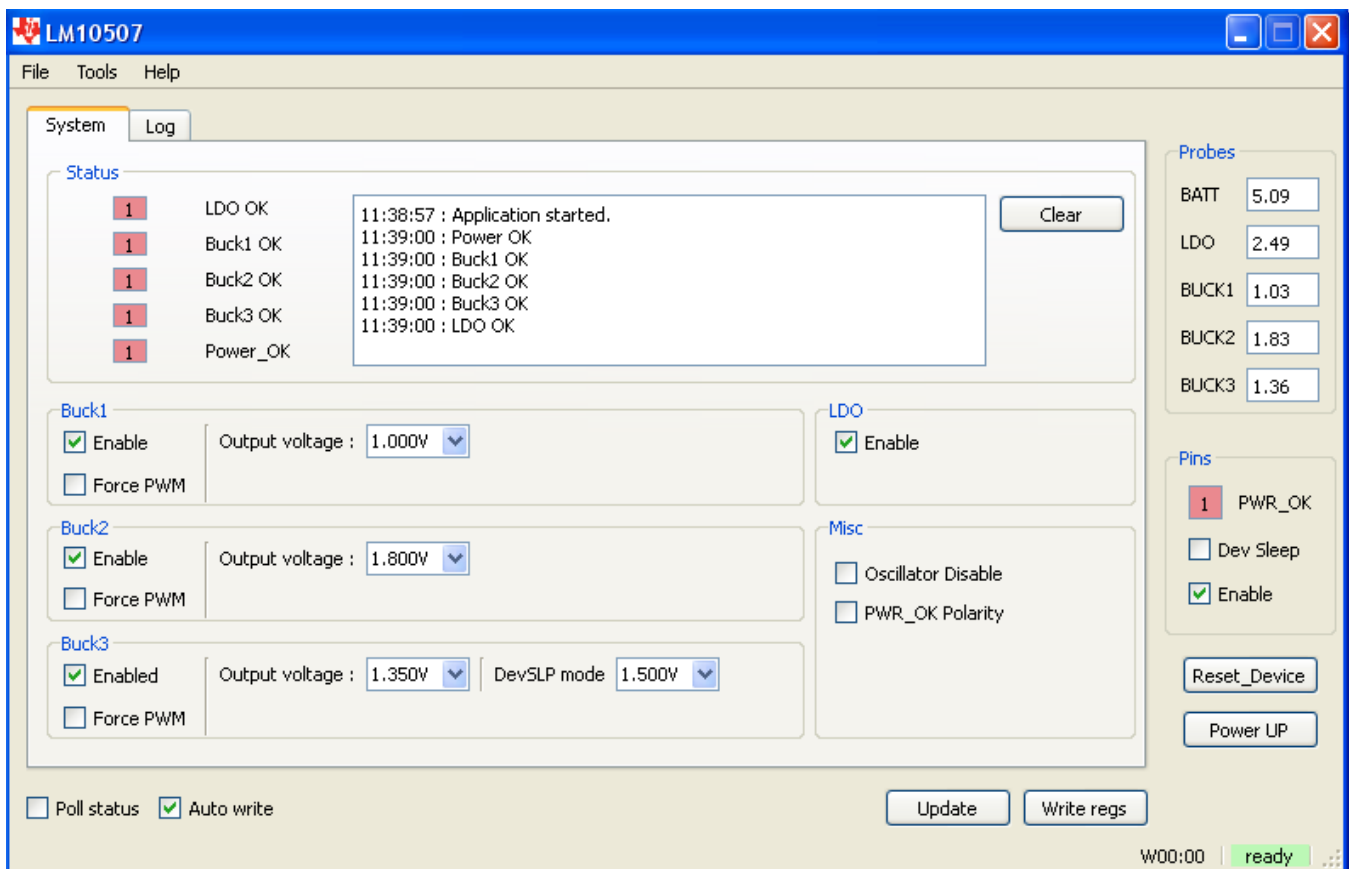 LM10507
File Tools Help
System Log
Status
1 LDO OK
1 Buck1 OK
1 Buck2 OK
1 Buck3 OK
1 Power_OK
11:38:57 : Application started.
11:39:00 : Power OK
11:39:00 : Buck1 OK
11:39:00 : Buck2 OK
11:39:00 : Buck3 OK
11:39:00 : LDO OK
Clear
Buck1
Enable Output voltage : 1.000V
Force PWM
Buck2
Enable Output voltage : 1.800V
Force PWM
Buck3
Enabled Output voltage : 1.350V DevSLP mode 1.500V
Force PWM
LDO
Enable
Misc
Oscillator Disable
PWR_OK Polarity
Probes
BATT 5.09
LDO 2.49
BUCK1 1.03
BUCK2 1.83
BUCK3 1.36
Pins
1 PWR_OK
Dev Sleep
Enable
Reset_Device
Power UP
Poll status Auto write Update Write regs
W00:00 ready